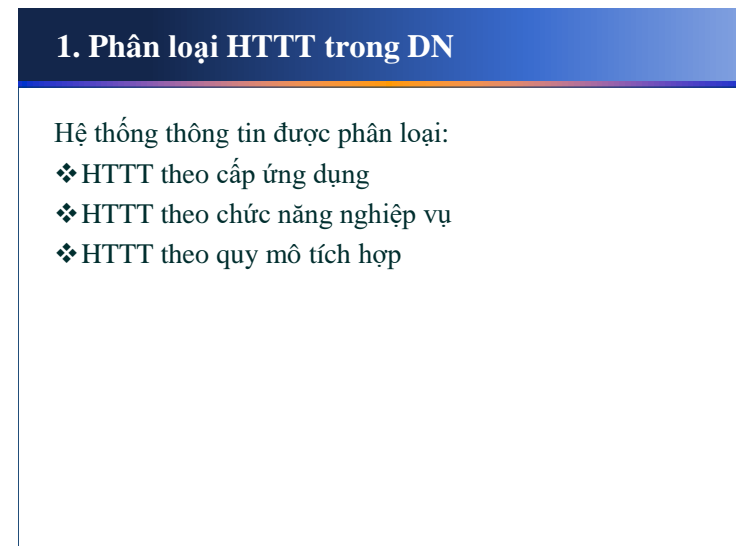 1. Phân loại HTTT trong DN
Hệ thống thông tin được phân loại:
❖HTTT theo cấp ứng dụng
❖HTTT theo chức năng nghiệp vụ
❖HTTT theo quy mô tích hợp